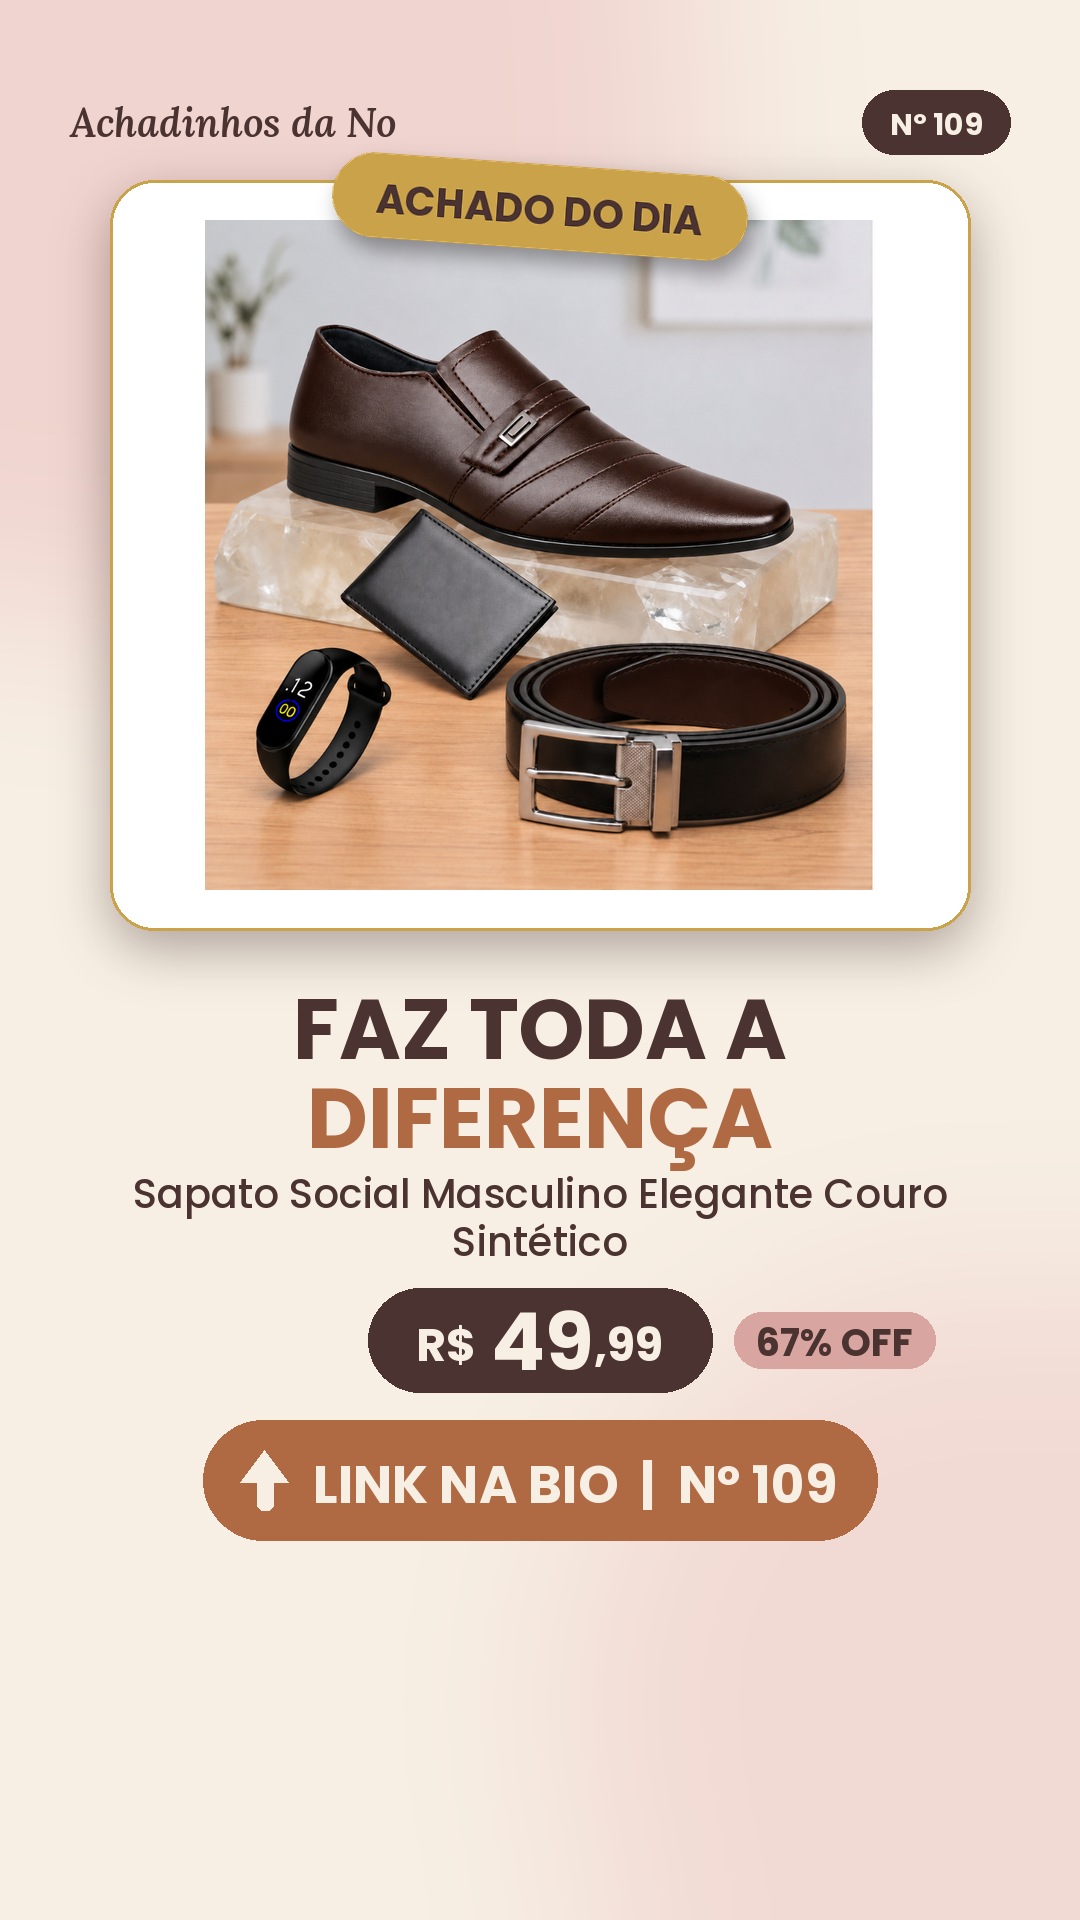 Achadinhos da No
Nº 109
ACHADO DO DIA
.12
00
FAZ TODA A
DIFERENÇA
Sapato Social Masculino Elegante Couro
Sintético
R$ 49,99
67% OFF
LINK NA BIO | Nº 109